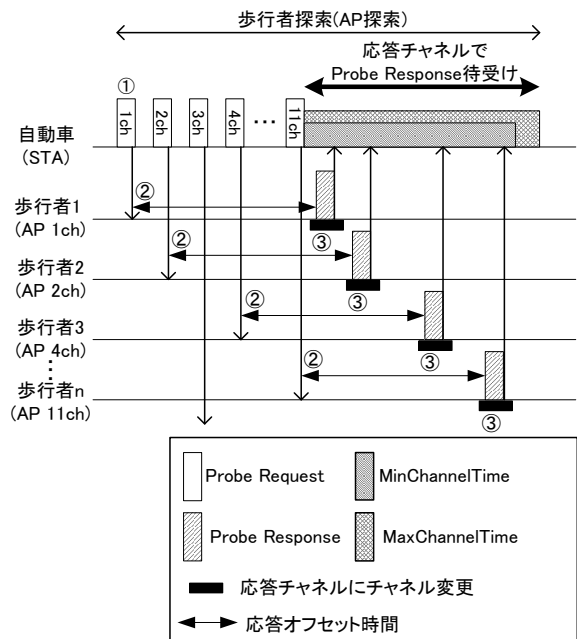 歩行者探索(AP探索)
応答チャネルで
Probe Response待受け
①
1ch
2ch
3ch
4ch
…
11ch
自動車
(STA)
②
歩行者1
(AP 1ch)
②
③
歩行者2
(AP 2ch)
②
③
歩行者3
(AP 4ch)
②
③
⋮
歩行者n
(AP 11ch)
③
Probe Request
MinChannelTime
Probe Response
MaxChannelTime
応答チャネルにチャネル変更
応答オフセット時間